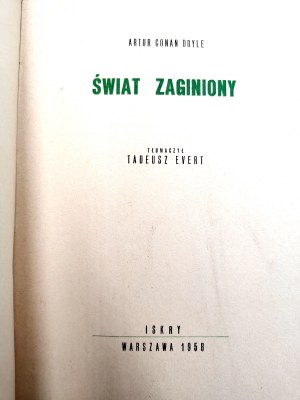 ARTUR CONAN DOYLE
ŚWIAT ZAGINIONY
TŁUMACZYŁ
TADEUSZ EVERT
ISKRY
WARSZAWA 1958